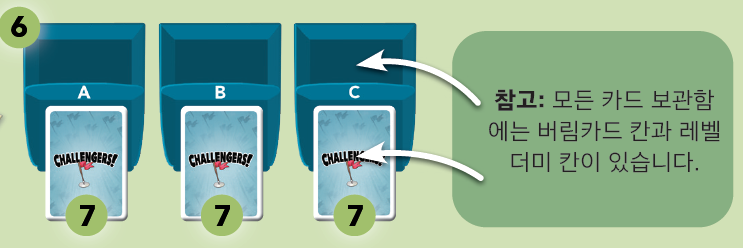 6
A B C
CHALLENGERS! CHALLENGERS! CHALLENGERS!
7 7 7
참고: 모든 카드 보관함
에는 버림카드 칸과 레벨
더미 칸이 있습니다.